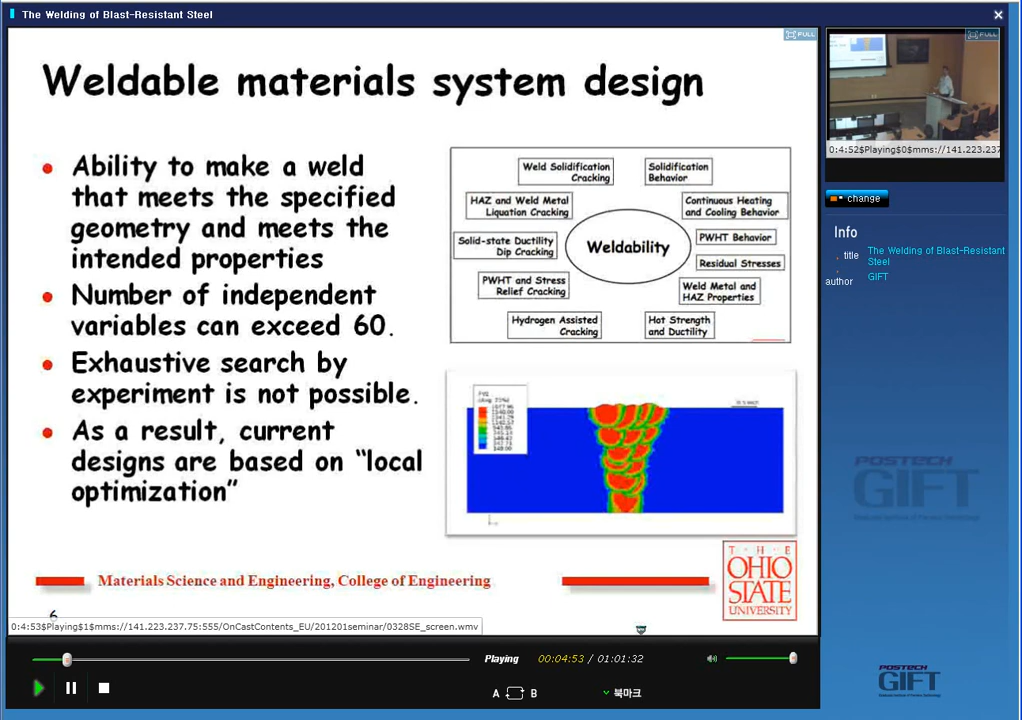 The Welding of Blast-Resistant Steel
FULL
Weldable materials system design
Ability to make a weld
that meets the specified
geometry and meets the
intended properties
Number of independent
variables can exceed 60.
Exhaustive search by
experiment is not possible.
As a result, current
designs are based on “local
optimization”
Weld Solidification
Cracking
Solidification
Behavior
HAZ and Weld Metal
Liquation Cracking
Continuous Heating
and Cooling Behavior
Solid-state Ductility
Dip Cracking
Weldability
PWHT Behavior
Residual Stresses
PWHT and Stress
Relief Cracking
Weld Metal and
HAZ Properties
Hydrogen Assisted
Cracking
Hot Strength
and Ductility
Materials Science and Engineering, College of Engineering
THE
OHIO
STATE
UNIVERSITY
6
0:4:53$Playing$1$mms://141.223.237.75:555/OnCastContents_EU/201201seminar/0328SE_screen.wmv
Playing
00:04:53 / 01:01:32
A B
북마크
FULL
0:4:52$Playing$0$mms://141.223.237
change
Info
title
The Welding of Blast-Resistant
Steel
author
GIFT
POSTECH
GIFT
POSTECH
GIFT